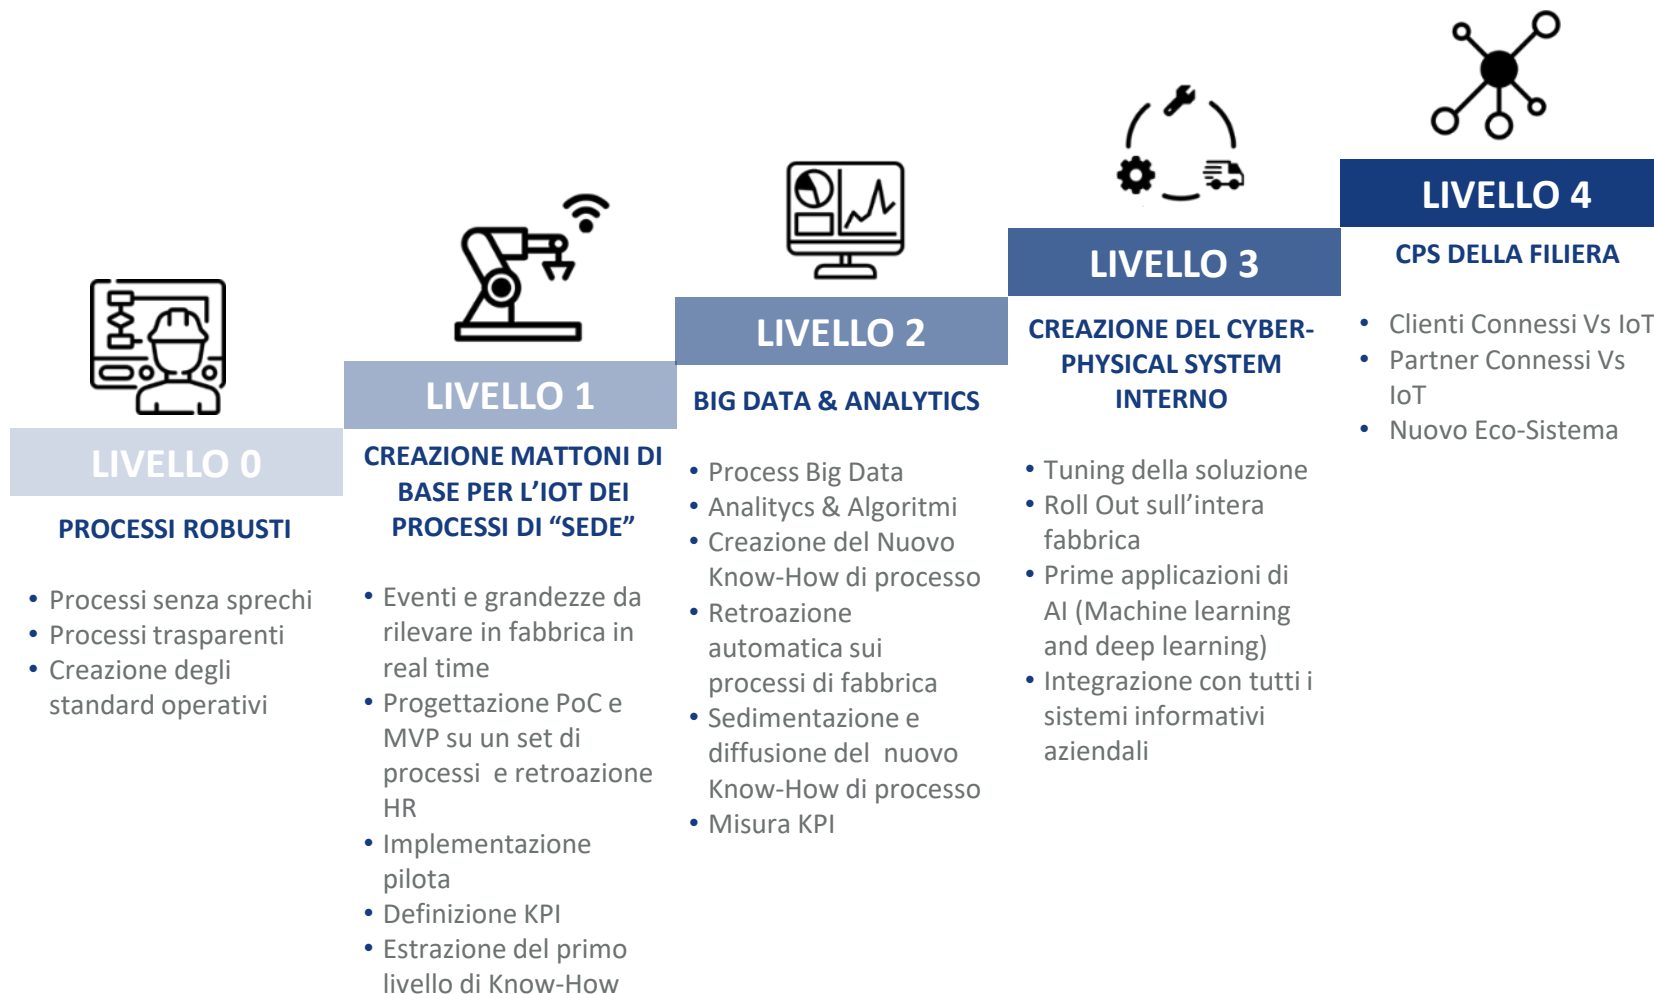 LIVELLO 0
PROCESSI ROBUSTI
• Processi senza sprechi
• Processi trasparenti
• Creazione degli
standard operativi
LIVELLO 1
CREAZIONE MATTONI DI
BASE PER L’IOT DEI
PROCESSI DI “SEDE”
• Eventi e grandezze da
rilevare in fabbrica in
real time
• Progettazione PoC e
MVP su un set di
processi e retroazione
HR
• Implementazione
pilota
• Definizione KPI
• Estrazione del primo
livello di Know-How
LIVELLO 2
BIG DATA & ANALYTICS
• Process Big Data
• Analitycs & Algoritmi
• Creazione del Nuovo
Know-How di processo
• Retroazione
automatica sui
processi di fabbrica
• Sedimentazione e
diffusione del nuovo
Know-How di processo
• Misura KPI
LIVELLO 3
CREAZIONE DEL CYBER-
PHYSICAL SYSTEM
INTERNO
• Tuning della soluzione
• Roll Out sull’intera
fabbrica
• Prime applicazioni di
AI (Machine learning
and deep learning)
• Integrazione con tutti i
sistemi informativi
aziendali
LIVELLO 4
CPS DELLA FILIERA
• Clienti Connessi Vs IoT
• Partner Connessi Vs
IoT
• Nuovo Eco-Sistema